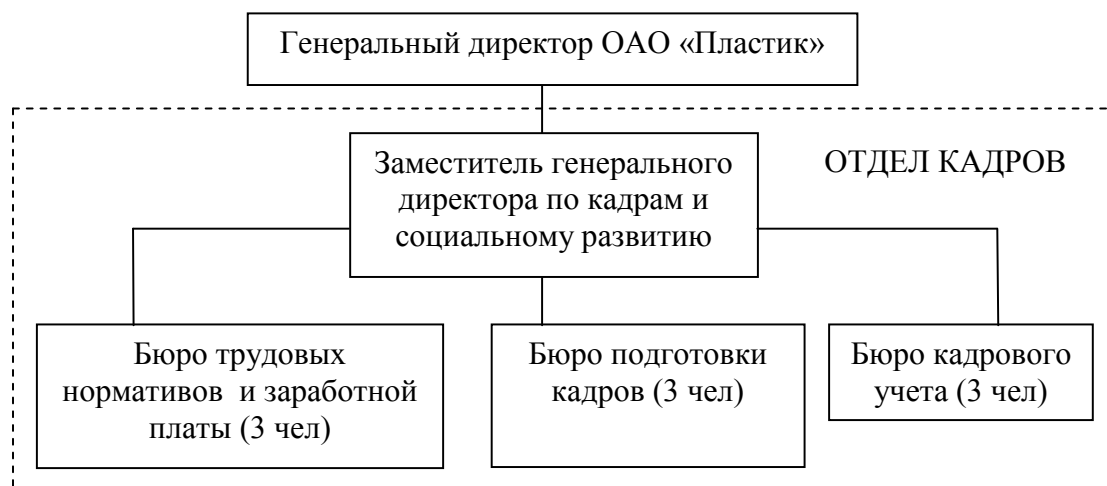 Генеральный директор ОАО «Пластик»
Заместитель генерального
директора по кадрам и
социальному развитию
ОТДЕЛ КАДРОВ
Бюро трудовых
нормативов и заработной
платы (3 чел)
Бюро подготовки
кадров (3 чел)
Бюро кадрового
учета (3 чел)